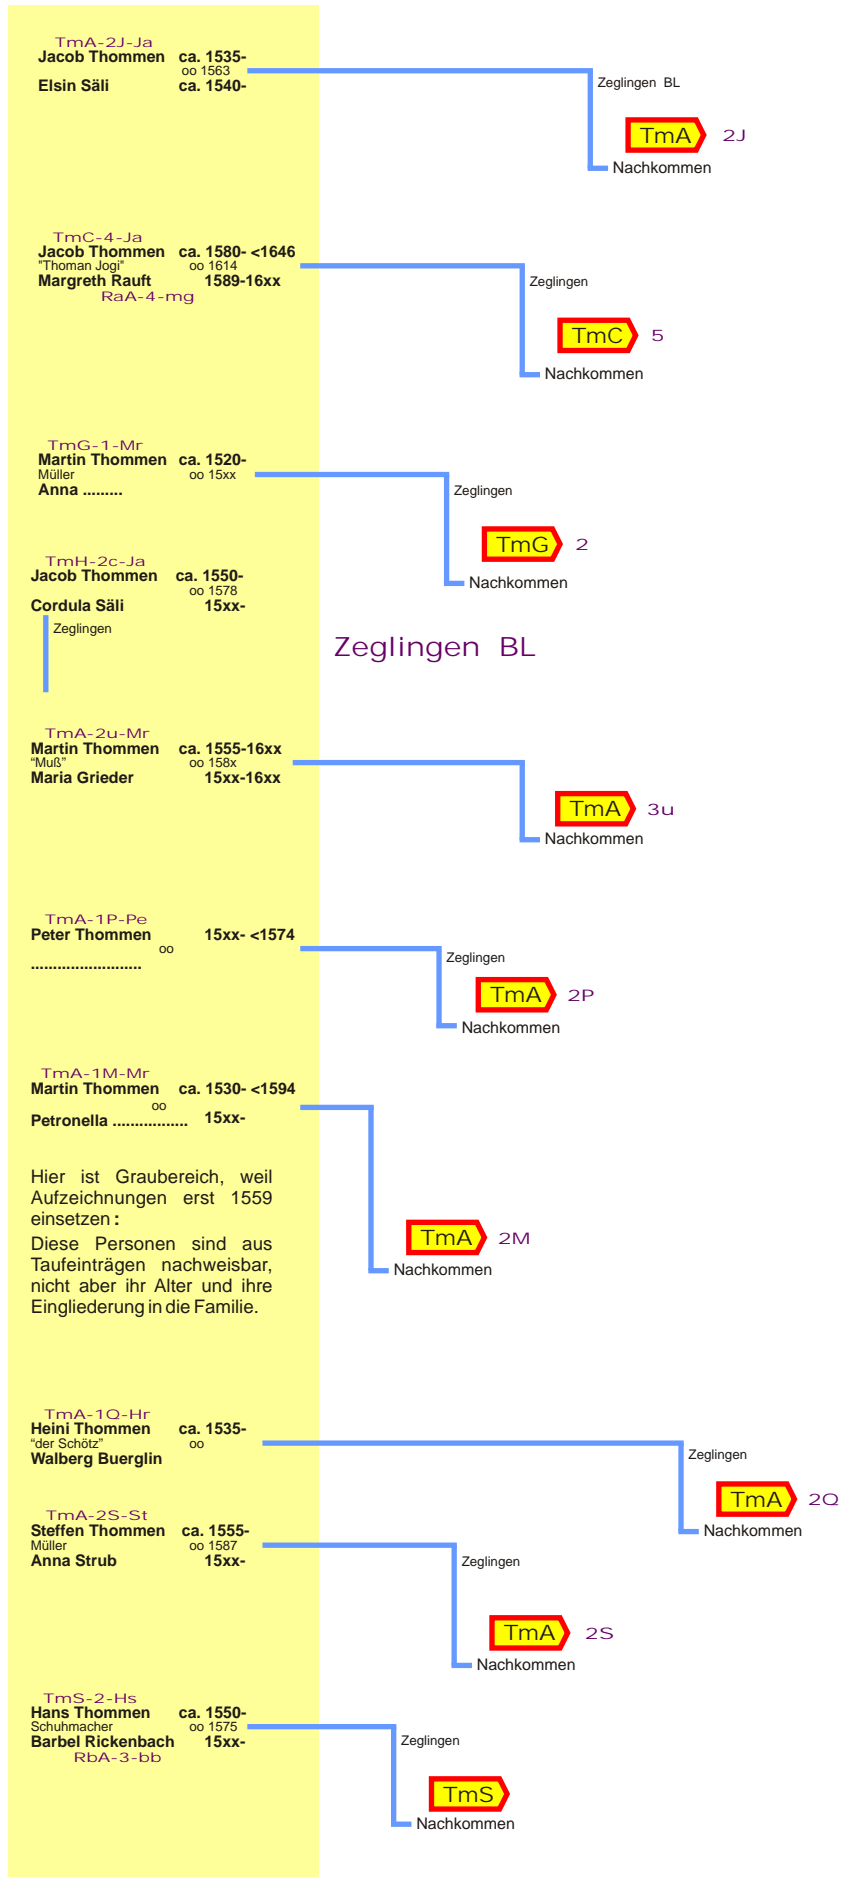 TmA-2J-Ja
Jacob Thommen ca. 1535-
oo 1563
Elsin Säli ca. 1540-
Zeglingen BL
TmA 2J
Nachkommen
TmC-4-Ja
Jacob Thommen ca. 1580- <1646
"Thoman Jogi" oo 1614
Margreth Rauft 1589-16xx
RaA-4-mg
Zeglingen
TmC 5
Nachkommen
TmG-1-Mr
Martin Thommen ca. 1520-
Müller oo 15xx
Anna .........
Zeglingen
TmG 2
Nachkommen
TmH-2c-Ja
Jacob Thommen ca. 1550-
oo 1578
Cordula Säli 15xx-
Zeglingen
Zeglingen BL
TmA-2u-Mr
Martin Thommen ca. 1555-16xx
“Muß” oo 158x
Maria Grieder 15xx-16xx
TmA 3u
Nachkommen
TmA-1P-Pe
Peter Thommen 15xx- <1574
oo
.........................
Zeglingen
TmA 2P
Nachkommen
TmA-1M-Mr
Martin Thommen ca. 1530- <1594
oo
Petronella ................. 15xx-
Hier ist Graubereich, weil
Aufzeichnungen erst 1559
einsetzen :
Diese Personen sind aus
Taufeinträgen nachweisbar,
nicht aber ihr Alter und ihre
Eingliederung in die Familie.
TmA 2M
Nachkommen
TmA-1Q-Hr
Heini Thommen ca. 1535-
“der Schötz” oo
Walberg Buerglin
Zeglingen
TmA 2Q
Nachkommen
TmA-2S-St
Steffen Thommen ca. 1555-
Müller oo 1587
Anna Strub 15xx-
Zeglingen
TmA 2S
Nachkommen
TmS-2-Hs
Hans Thommen ca. 1550-
Schuhmacher oo 1575
Barbel Rickenbach 15xx-
RbA-3-bb
Zeglingen
TmS
Nachkommen